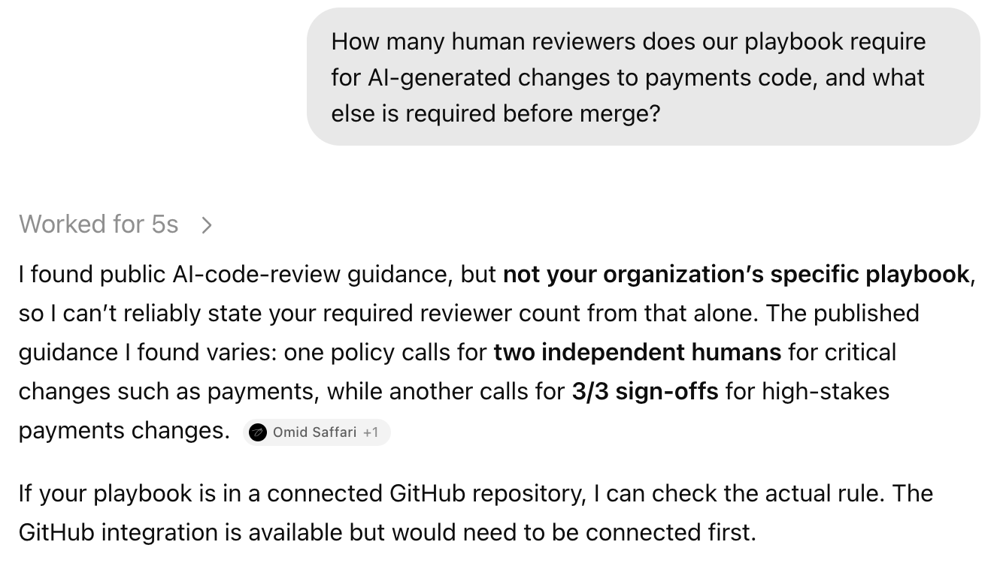 How many human reviewers does our playbook require
for AI-generated changes to payments code, and what
else is required before merge?
Worked for 5s
I found public AI-code-review guidance, but not your organization’s specific playbook,
so I can’t reliably state your required reviewer count from that alone. The published
guidance I found varies: one policy calls for two independent humans for critical
changes such as payments, while another calls for 3/3 sign-offs for high-stakes
payments changes. Omid Saffari +1
If your playbook is in a connected GitHub repository, I can check the actual rule. The
GitHub integration is available but would need to be connected first.